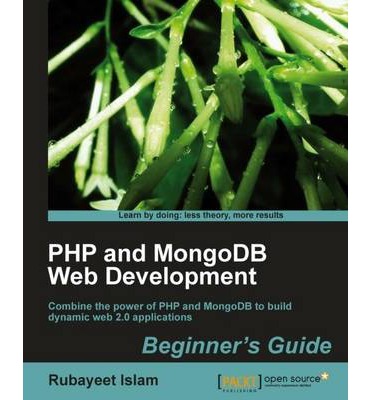 Learn by doing: less theory, more results
PHP and MongoDB
Web Development
Combine the power of PHP and MongoDB to build
dynamic web 2.0 applications
Beginner's Guide
Rubayeet Islam
[PACKT] open source*
PUBLISHING